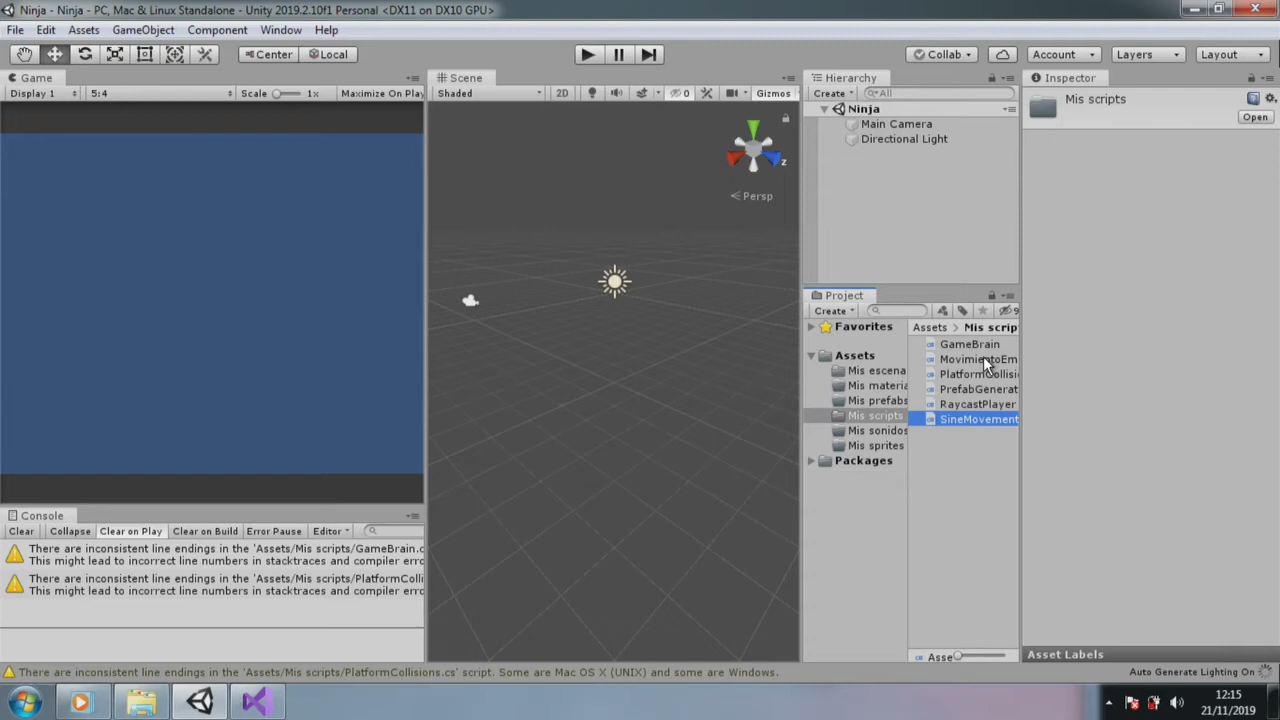 Ninja - Ninja - PC, Mac & Linux Standalone - Unity 2019.2.10f1 Personal <DX11 on DX10 GPU>
File Edit Assets GameObject Component Window Help
Center Local Collab Account Layers Layout
Game Scene Hierarchy Inspector
Display 1 5:4 Scale 1x Maximize On Play Shaded 2D 0 Gizmos Create All
Mis scripts
Open
Ninja
Main Camera
Directional Light
z
Persp
Project
Create 9
Favorites
Assets > Mis scrip
Assets
Mis escena
Mis materia
Mis prefabs
Mis scripts
Mis sonidos
Mis sprites
Packages
GameBrain
MovimientoEm
PlatformCollisio
PrefabGenerat
RaycastPlayer
SineMovement
Console
Clear Collapse Clear on Play Clear on Build Error Pause Editor
There are inconsistent line endings in the 'Assets/Mis scripts/GameBrain.c
This might lead to incorrect line numbers in stacktraces and compiler erro
There are inconsistent line endings in the 'Assets/Mis scripts/PlatformColli
This might lead to incorrect line numbers in stacktraces and compiler erro
Asse
Asset Labels
There are inconsistent line endings in the 'Assets/Mis scripts/PlatformCollisions.cs' script. Some are Mac OS X (UNIX) and some are Windows.
Auto Generate Lighting On
12:15
21/11/2019